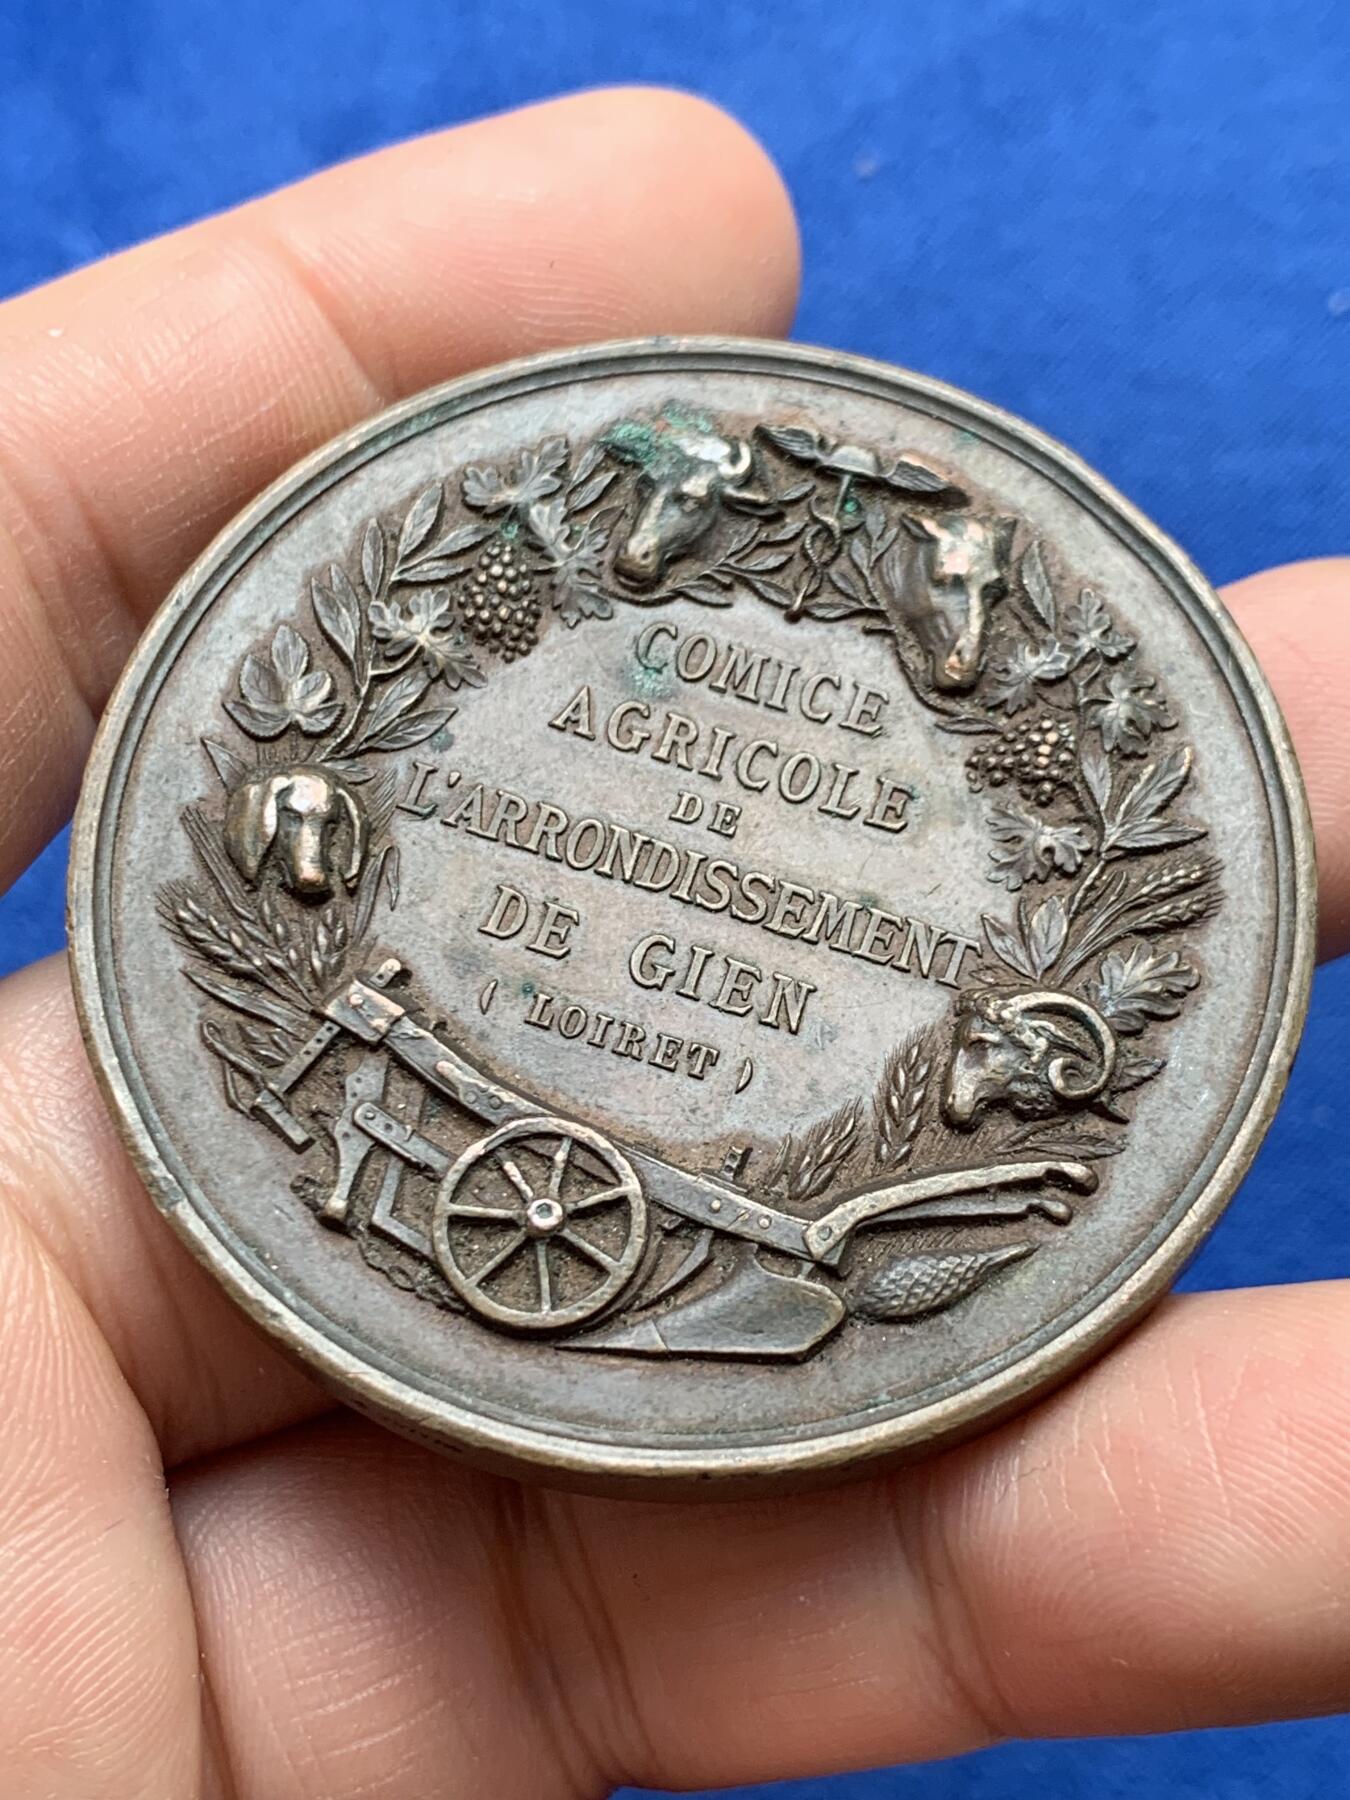 COMICE
AGRICOLE
DE
L'ARRONDISSEMENT
DE GIEN
( LOIRET )